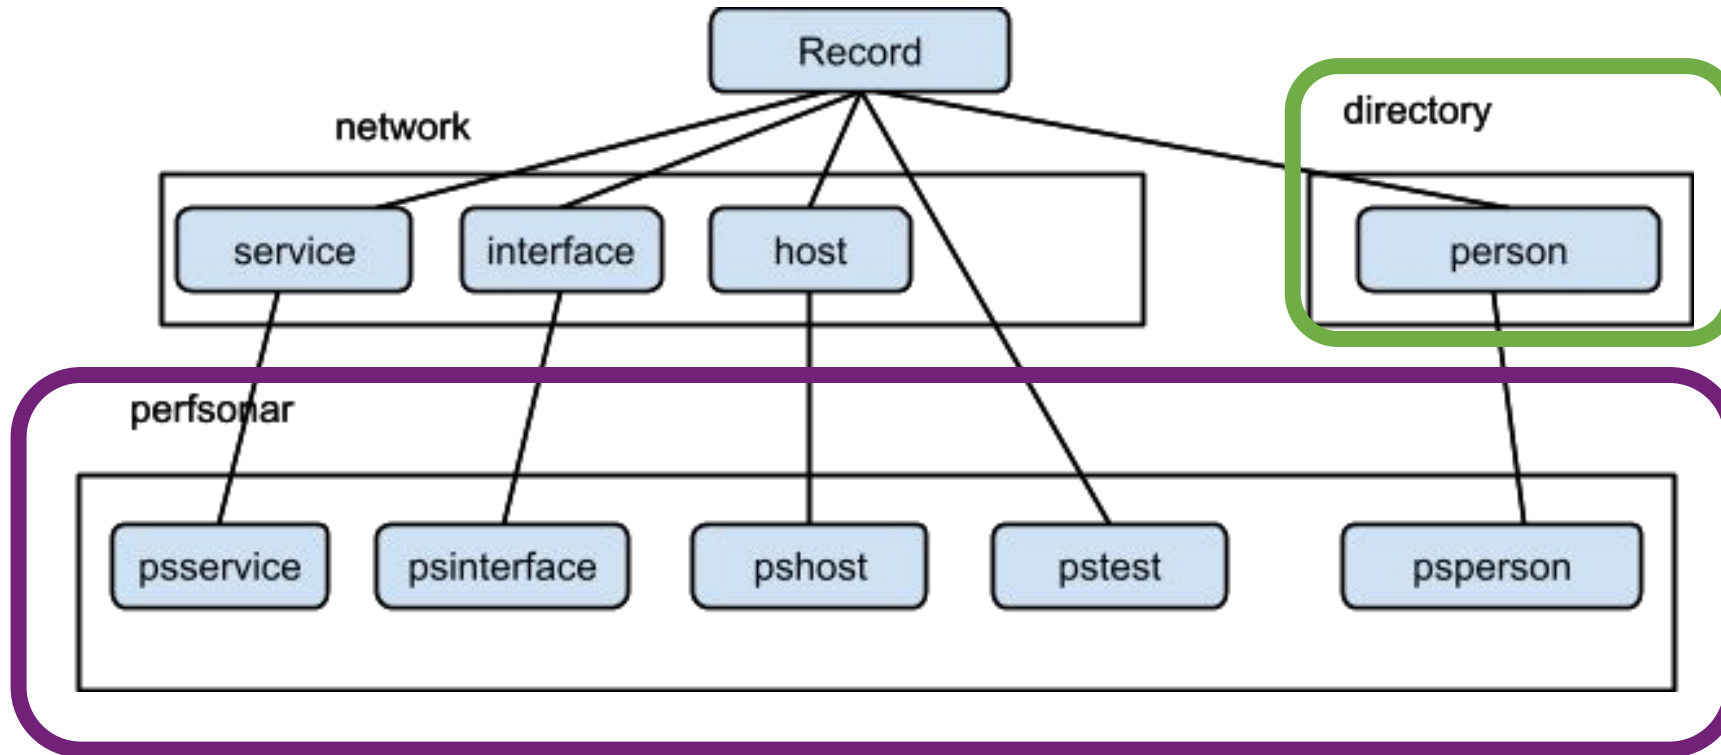 Record
network
directory
service
interface
host
person
perfsonar
psservice
psinterface
pshost
pstest
psperson